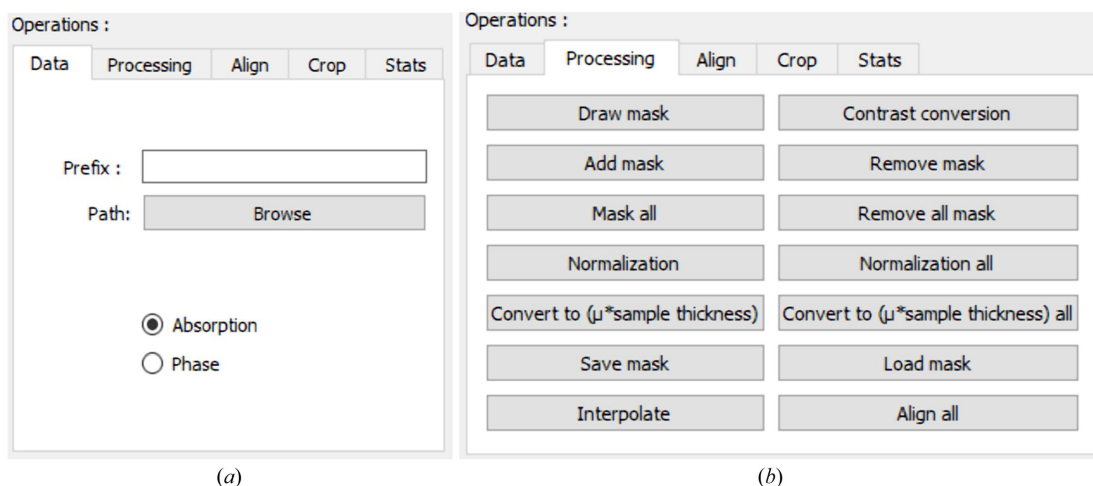 Operations :
Data Processing Align Crop Stats
Prefix :
Path: Browse
Absorption
Phase
(a)
Operations :
Data Processing Align Crop Stats
Draw mask Contrast conversion
Add mask Remove mask
Mask all Remove all mask
Normalization Normalization all
Convert to (μ*sample thickness) Convert to (μ*sample thickness) all
Save mask Load mask
Interpolate Align all
(b)